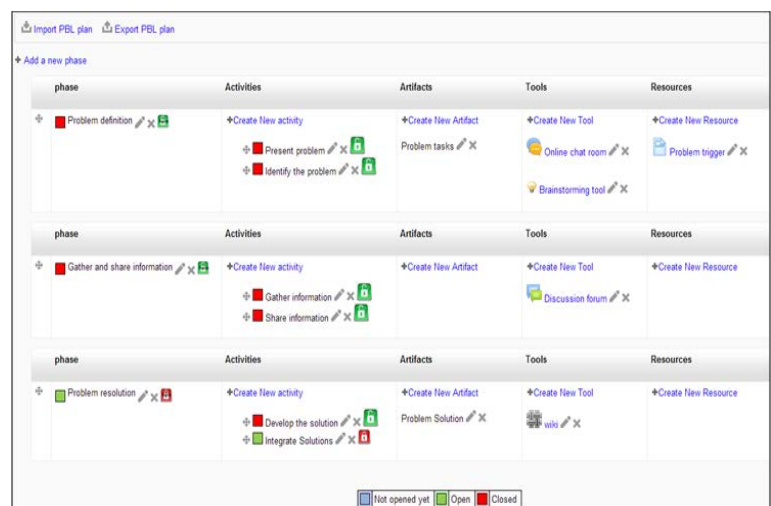 Import PBL plan Export PBL plan
+ Add a new phase
phase Activities Artifacts Tools Resources
Problem definition +Create New activity +Create New Artifact +Create New Tool +Create New Resource
Present problem Problem tasks Online chat room Problem trigger
Identify the problem
Brainstorming tool
phase Activities Artifacts Tools Resources
Gather and share information +Create New activity +Create New Artifact +Create New Tool +Create New Resource
Gather information Discussion forum
Share information
phase Activities Artifacts Tools Resources
Problem resolution +Create New activity +Create New Artifact +Create New Tool +Create New Resource
Develop the solution Problem Solution wiki
Integrate Solutions
Not opened yet Open Closed